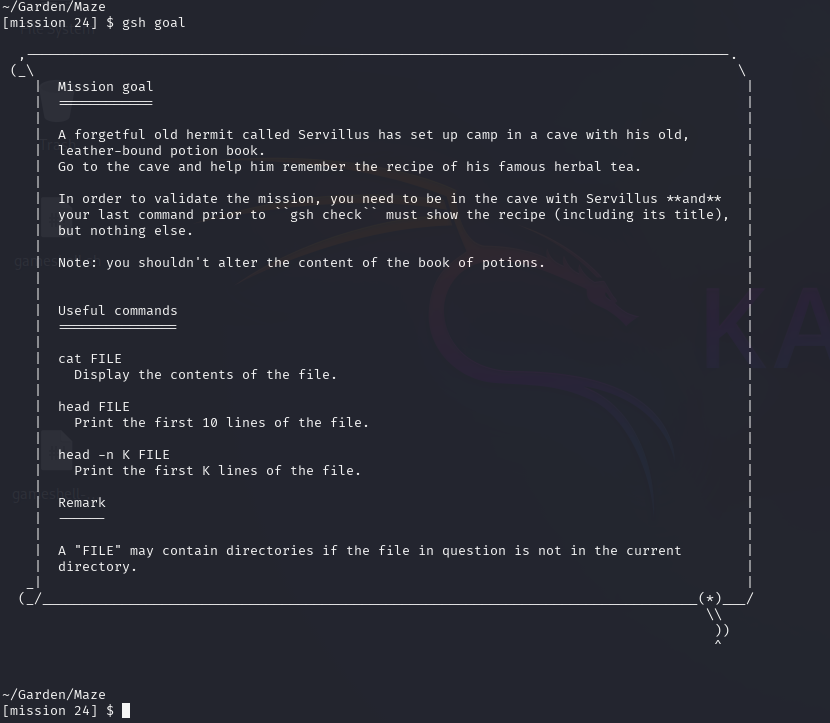 ~/Garden/Maze
[mission 24] $ gsh goal
Mission goal
============
A forgetful old hermit called Servillus has set up camp in a cave with his old,
leather-bound potion book.
Go to the cave and help him remember the recipe of his famous herbal tea.
In order to validate the mission, you need to be in the cave with Servillus **and**
your last command prior to ``gsh check`` must show the recipe (including its title),
but nothing else.
Note: you shouldn't alter the content of the book of potions.
Useful commands
===============
cat FILE
Display the contents of the file.
head FILE
Print the first 10 lines of the file.
head -n K FILE
Print the first K lines of the file.
Remark
------
A "FILE" may contain directories if the file in question is not in the current
directory.
(*)
~/Garden/Maze
[mission 24] $
KA